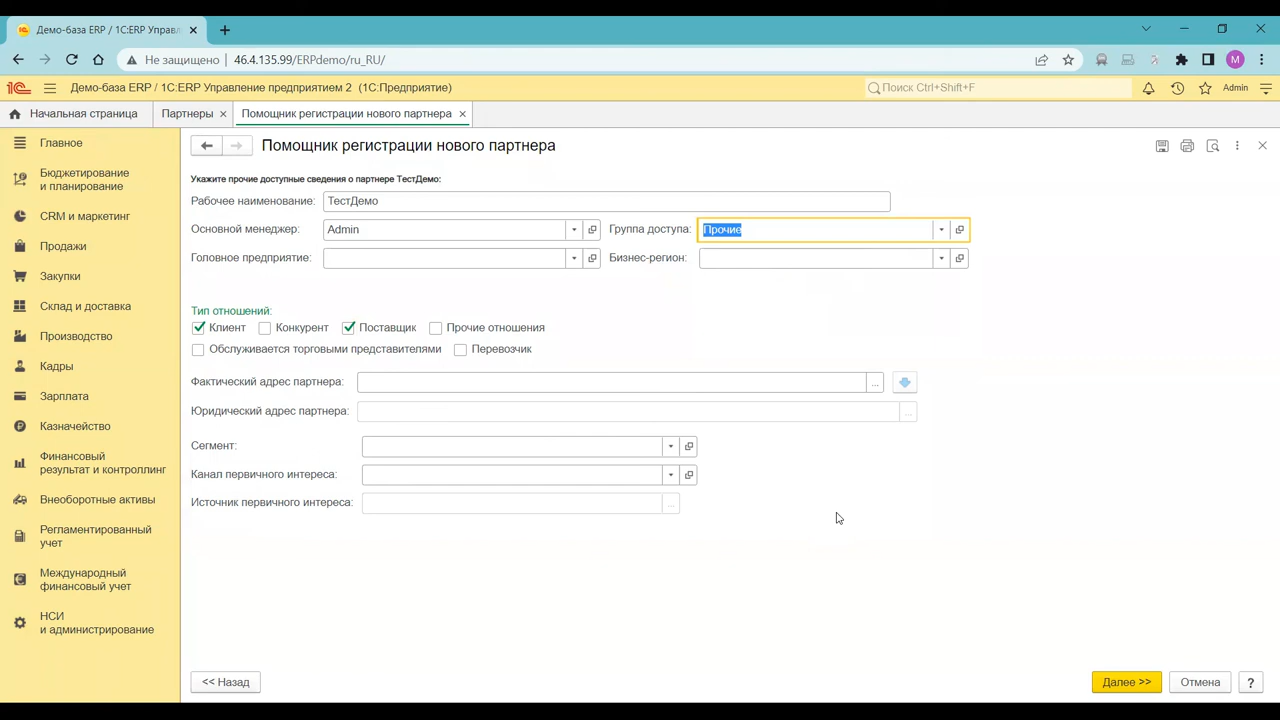 Демо-база ERP / 1С:ERP Управл
Не защищено 46.4.135.99/ERPdemo/ru_RU/
M
1С Демо-база ERP / 1С:ERP Управление предприятием 2 (1С:Предприятие)
Поиск Ctrl+Shift+F
Admin
Начальная страница
Партнеры
Помощник регистрации нового партнера
Главное
Бюджетирование
и планирование
CRM и маркетинг
Продажи
Закупки
Склад и доставка
Производство
Кадры
Зарплата
Казначейство
Финансовый
результат и контроллинг
Внеоборотные активы
Регламентированный
учет
Международный
финансовый учет
НСИ
и администрирование
Помощник регистрации нового партнера
Укажите прочие доступные сведения о партнере ТестДемо:
Рабочее наименование: ТестДемо
Основной менеджер: Admin Группа доступа: Прочие
Головное предприятие: Бизнес-регион:
Тип отношений:
Клиент Конкурент Поставщик Прочие отношения
Обслуживается торговыми представителями Перевозчик
Фактический адрес партнера: ...
Юридический адрес партнера: ...
Сегмент:
Канал первичного интереса:
Источник первичного интереса: ...
<< Назад
Далее >> Отмена ?